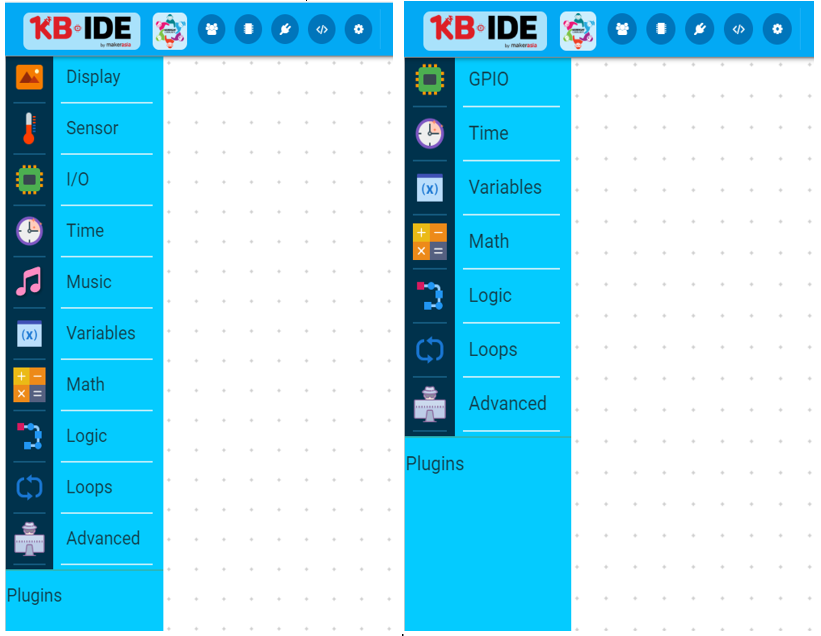 KB-IDE
by makerasia
Display
Sensor
I/O
Time
Music
Variables
(x)
Math
Logic
Loops
Advanced
Plugins
KB-IDE
by makerasia
GPIO
Time
Variables
(x)
Math
Logic
Loops
Advanced
Plugins